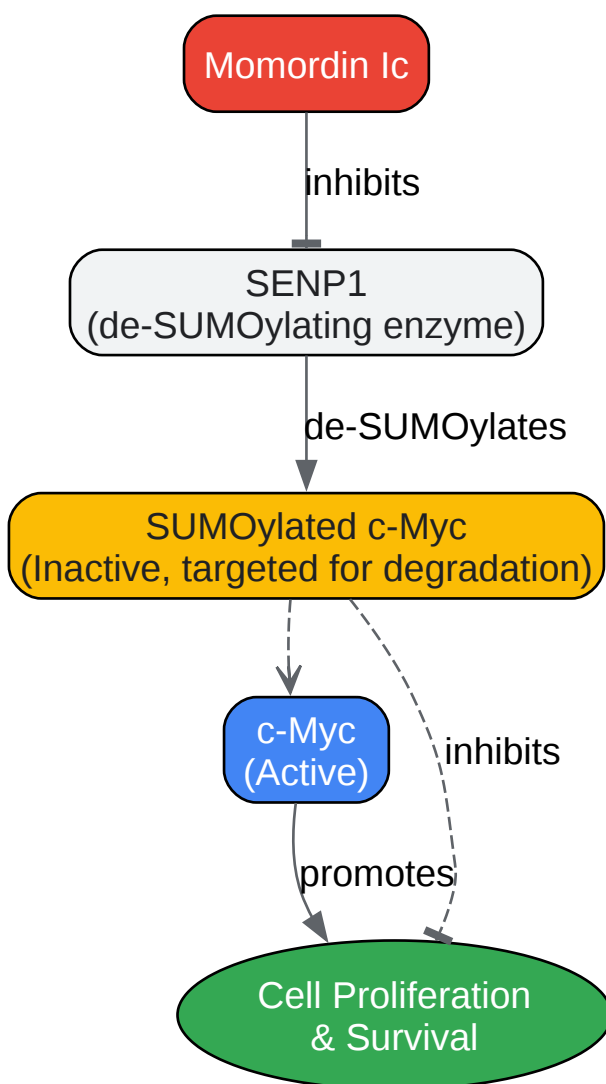 Momordin Ic
inhibits
SENP1
(de-SUMOylating enzyme)
de-SUMOylates
SUMOylated c-Myc
(Inactive, targeted for degradation)
c-Myc
(Active)
inhibits
promotes
Cell Proliferation
& Survival